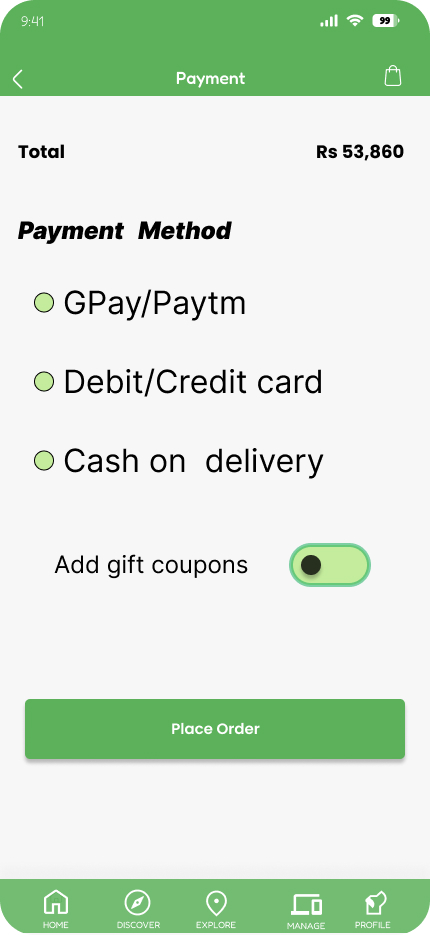 9:41
99
Payment
Total Rs 53,860
Payment Method
GPay/Paytm
Debit/Credit card
Cash on delivery
Add gift coupons
Place Order
HOME DISCOVER EXPLORE MANAGE PROFILE